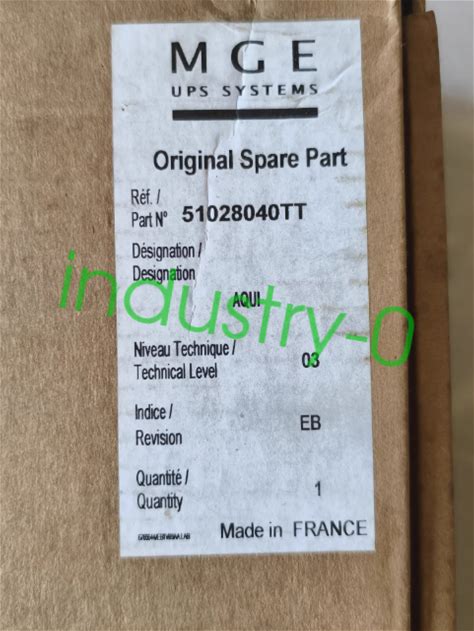 MGE
UPS SYSTEMS
Original Spare Part
Réf. /
Part N° 51028040TT
Désignation /
Designation
AQUI
industry-0
Niveau Technique /
Technical Level 03
Indice /
Revision EB
Quantité /
Quantity 1
Made in FRANCE